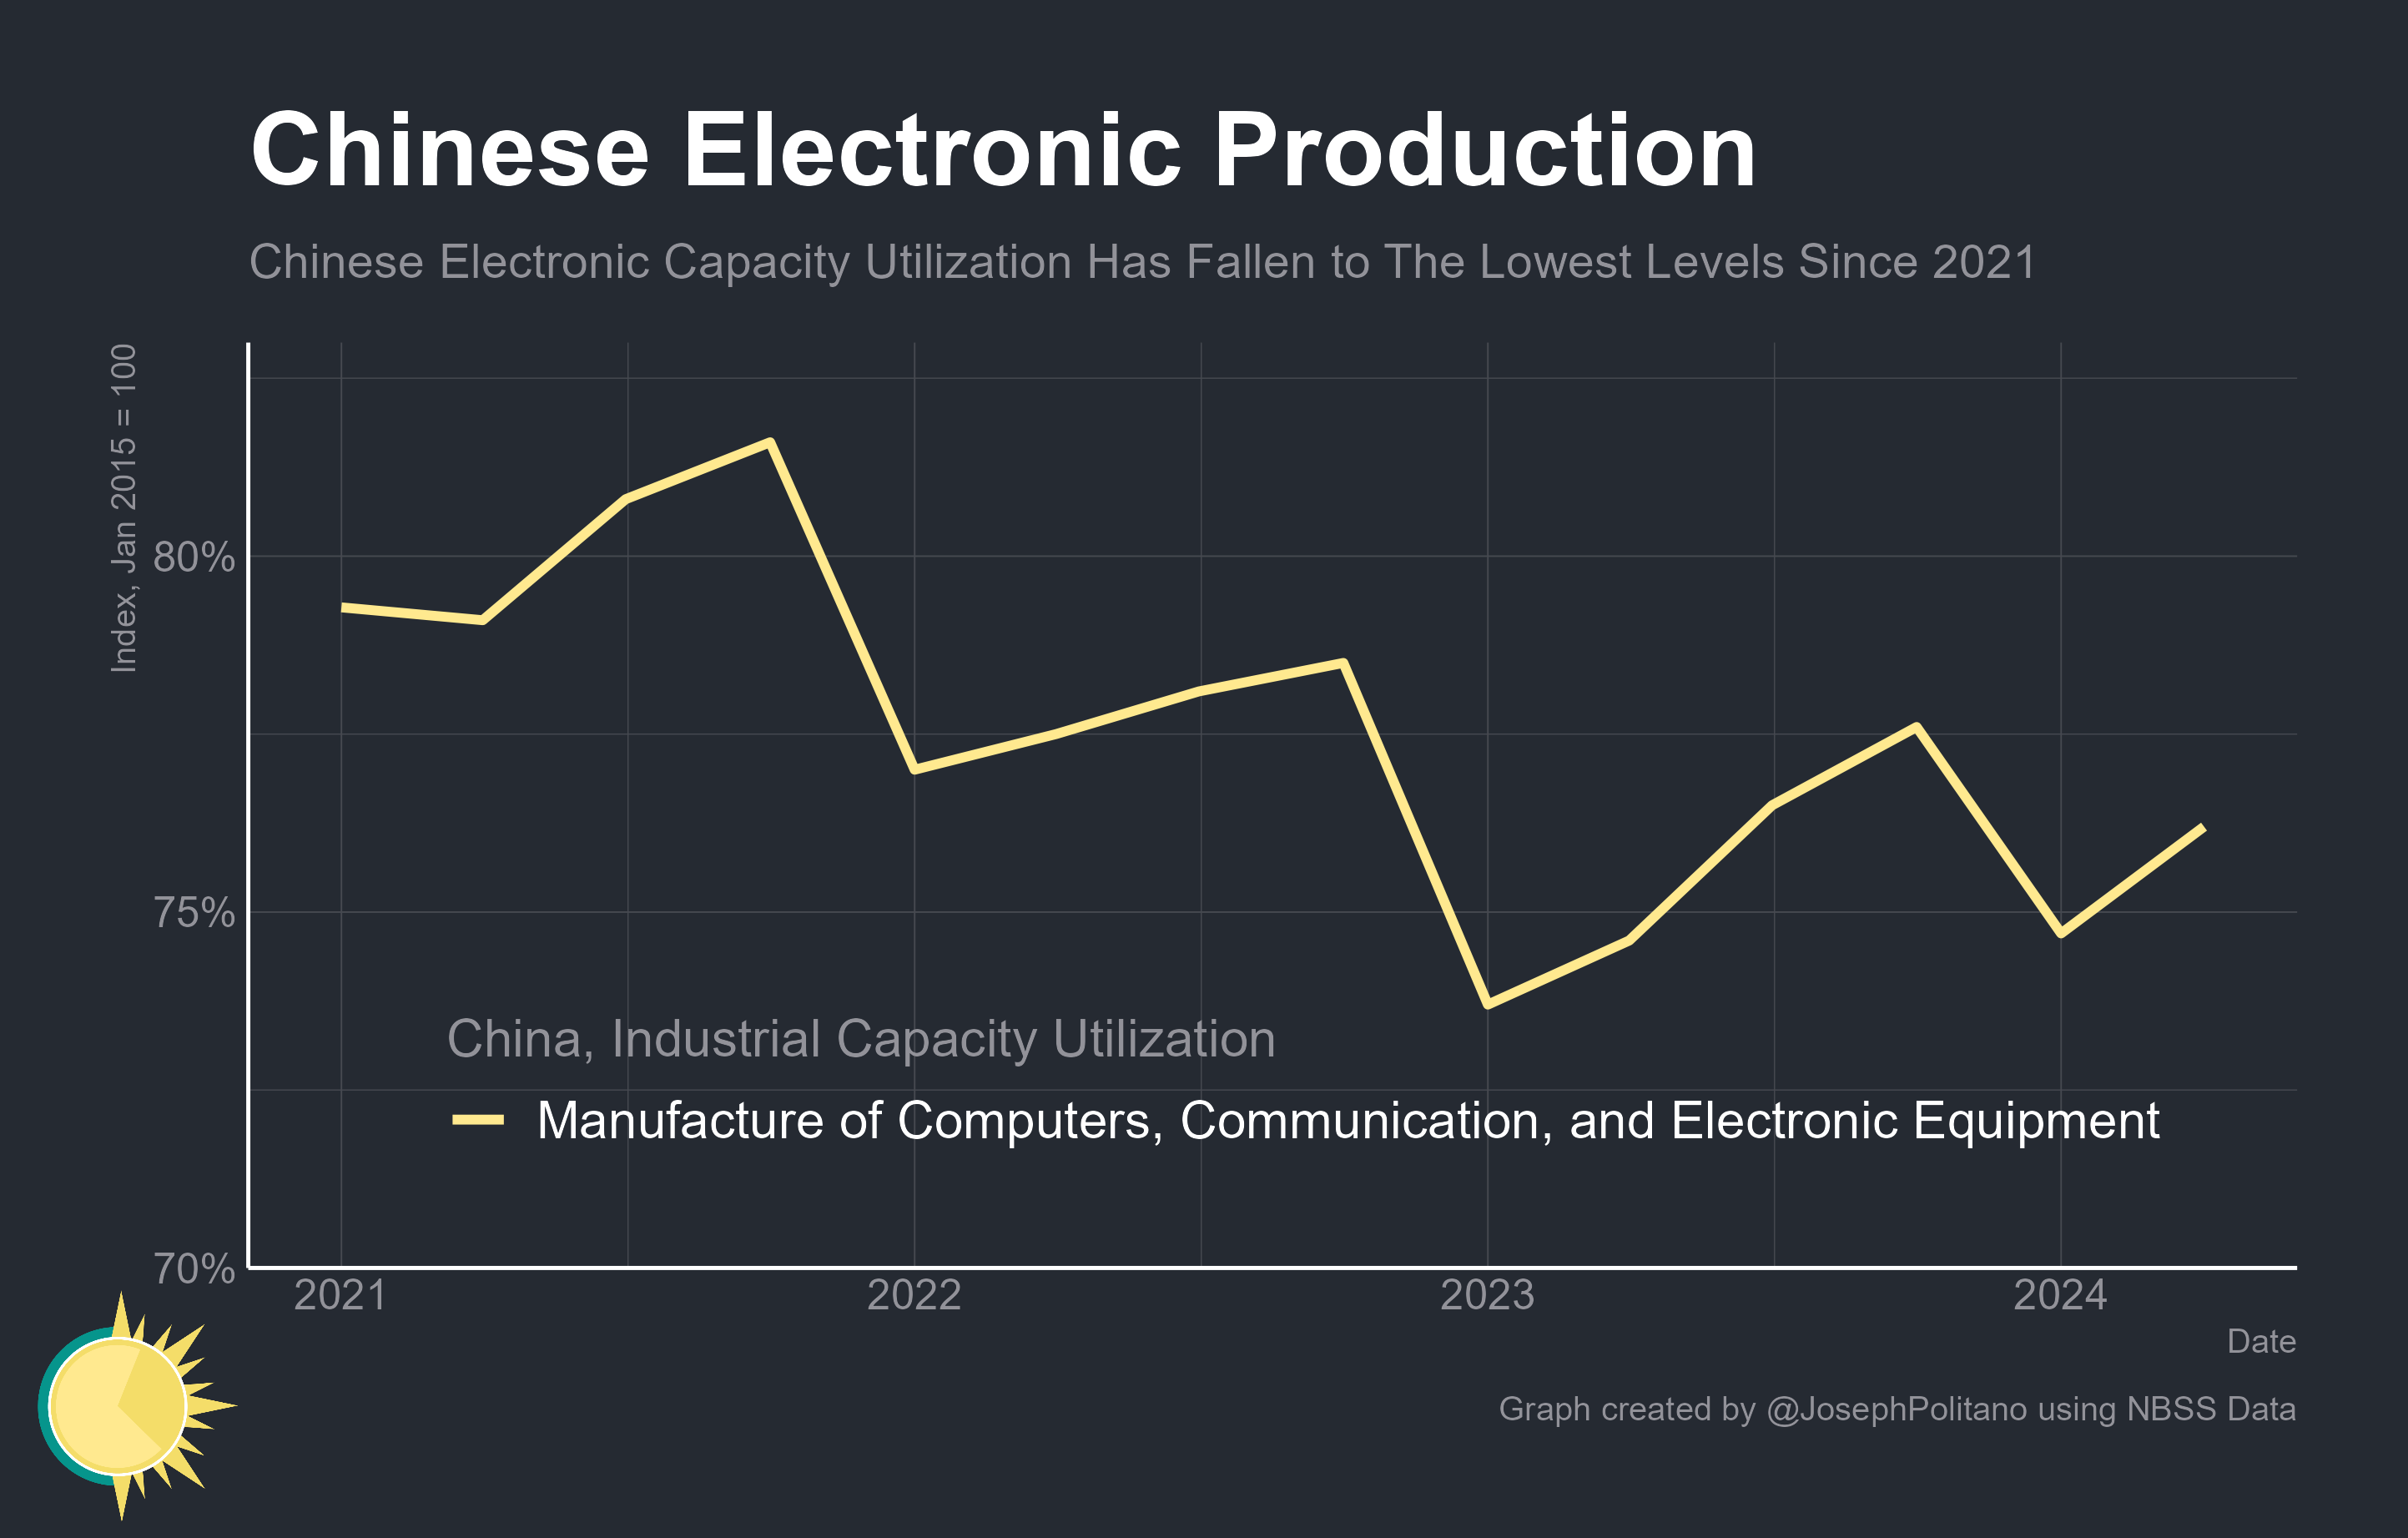 Chinese Electronic Production
Chinese Electronic Capacity Utilization Has Fallen to The Lowest Levels Since 2021
Index, Jan 2015 = 100
80%
75%
70%
China, Industrial Capacity Utilization
Manufacture of Computers, Communication, and Electronic Equipment
2021 2022 2023 2024
Date
Graph created by @JosephPolitano using NBSS Data